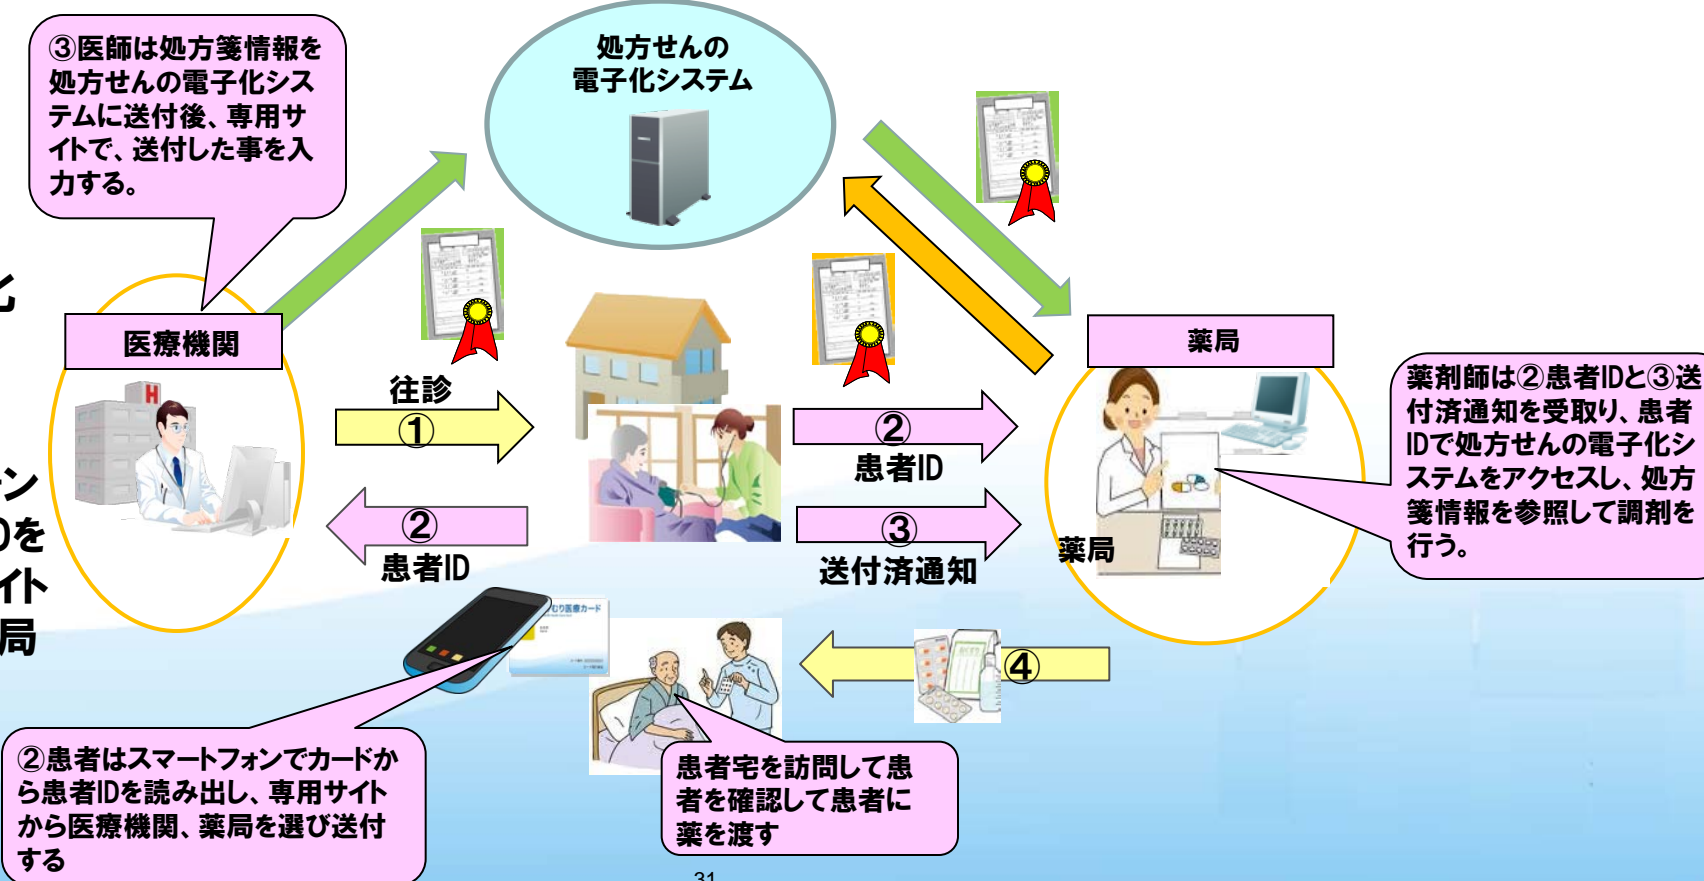 ③医師は処方箋情報を
処方せんの電子化シス
テムに送付後、専用サ
イトで、送付した事を入
力する。
処方せんの
電子化システム
化
医療機関
薬局
往診
①
②
患者ID
②
患者ID
③
送付済通知
薬局
薬剤師は②患者IDと③送
付済通知を受取り、患者
IDで処方せんの電子化シ
ステムをアクセスし、処方
箋情報を参照して調剤を
行う。
を
イト
局
医療カード
④
②患者はスマートフォンでカードか
ら患者IDを読み出し、専用サイト
から医療機関、薬局を選び送付
する
患者宅を訪問して患
者を確認して患者に
薬を渡す
31